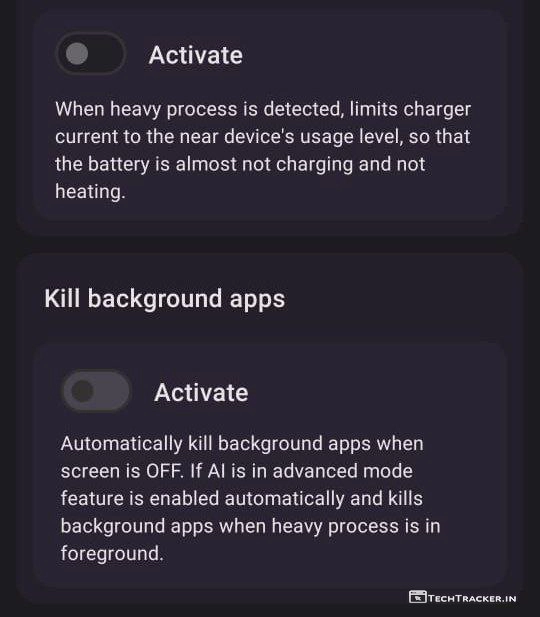 Activate
When heavy process is detected, limits charger
current to the near device's usage level, so that
the battery is almost not charging and not
heating.
Kill background apps
Activate
Automatically kill background apps when
screen is OFF. If AI is in advanced mode
feature is enabled automatically and kills
background apps when heavy process is in
foreground.
TECHTRACKER.IN